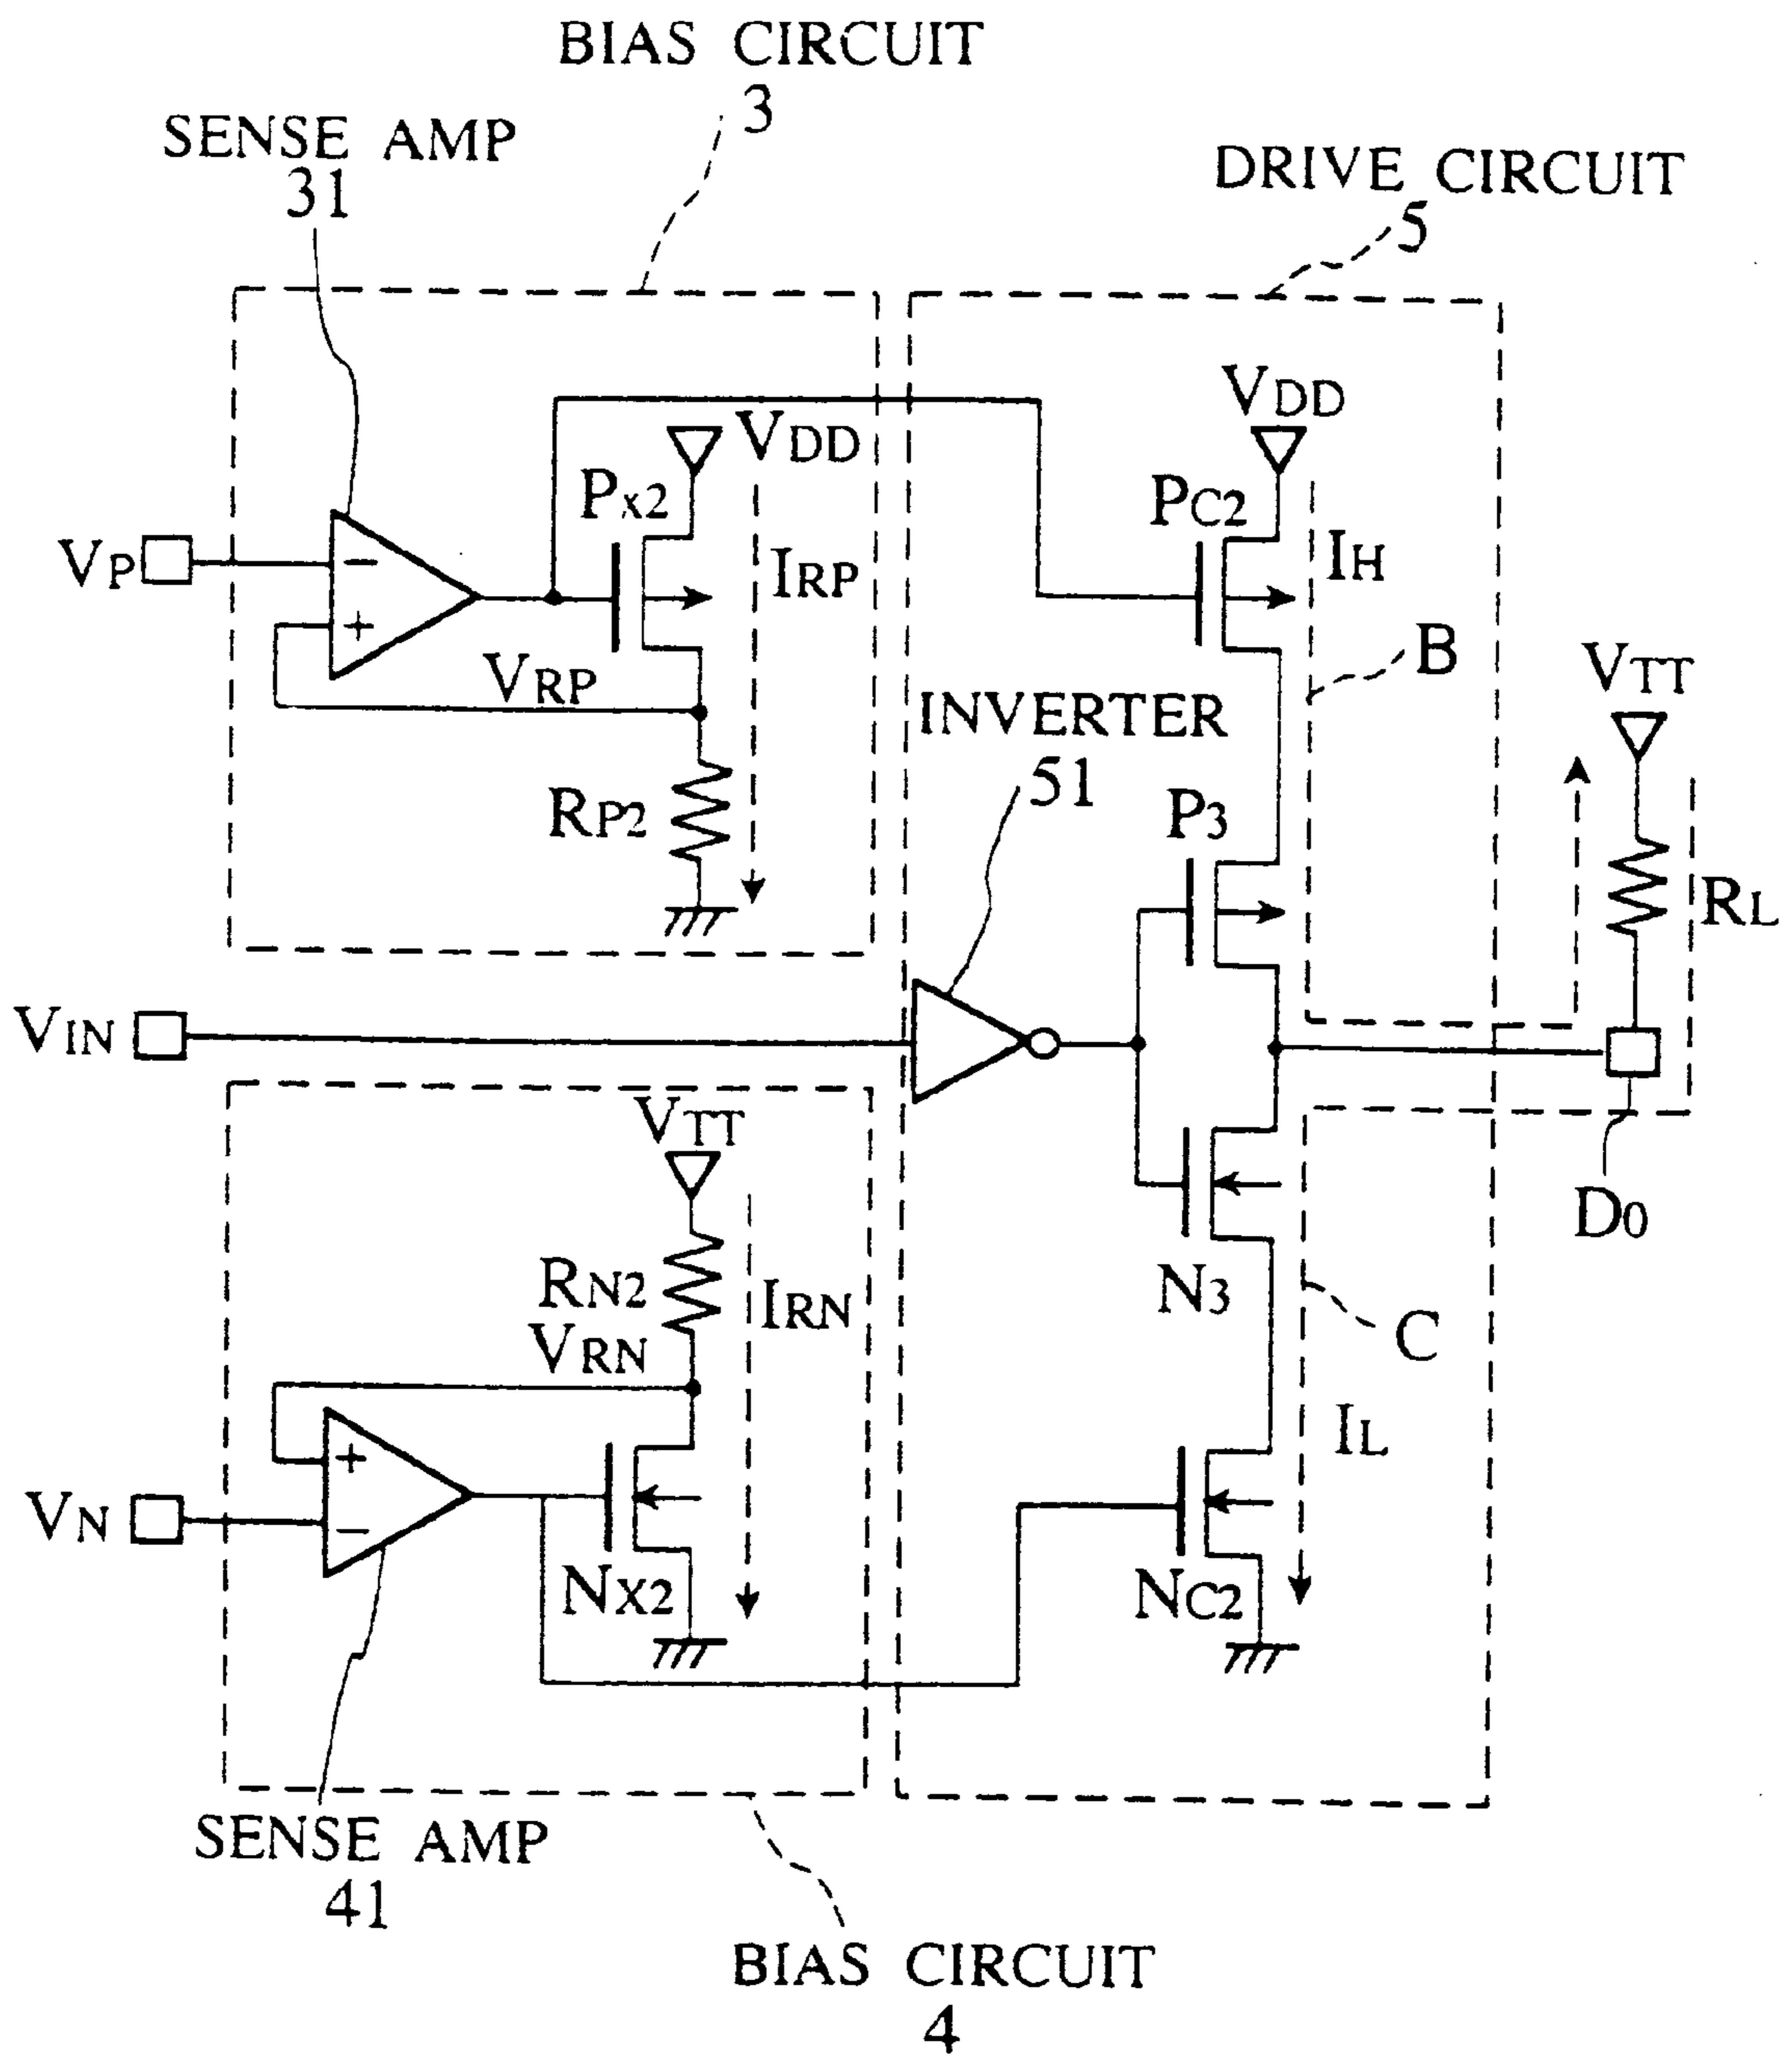 BIAS CIRCUIT
3
SENSE AMP
31
DRIVE CIRCUIT
5
VDD
VDD
PX2
PC2
VP
−
+
IRP
IH
B
VRP
VTT
INVERTER
51
RP2
P3
RL
VIN
VTT
D0
RN2
IRN
N3
VRN
C
+
−
IL
VN
NX2
NC2
SENSE AMP
41
BIAS CIRCUIT
4